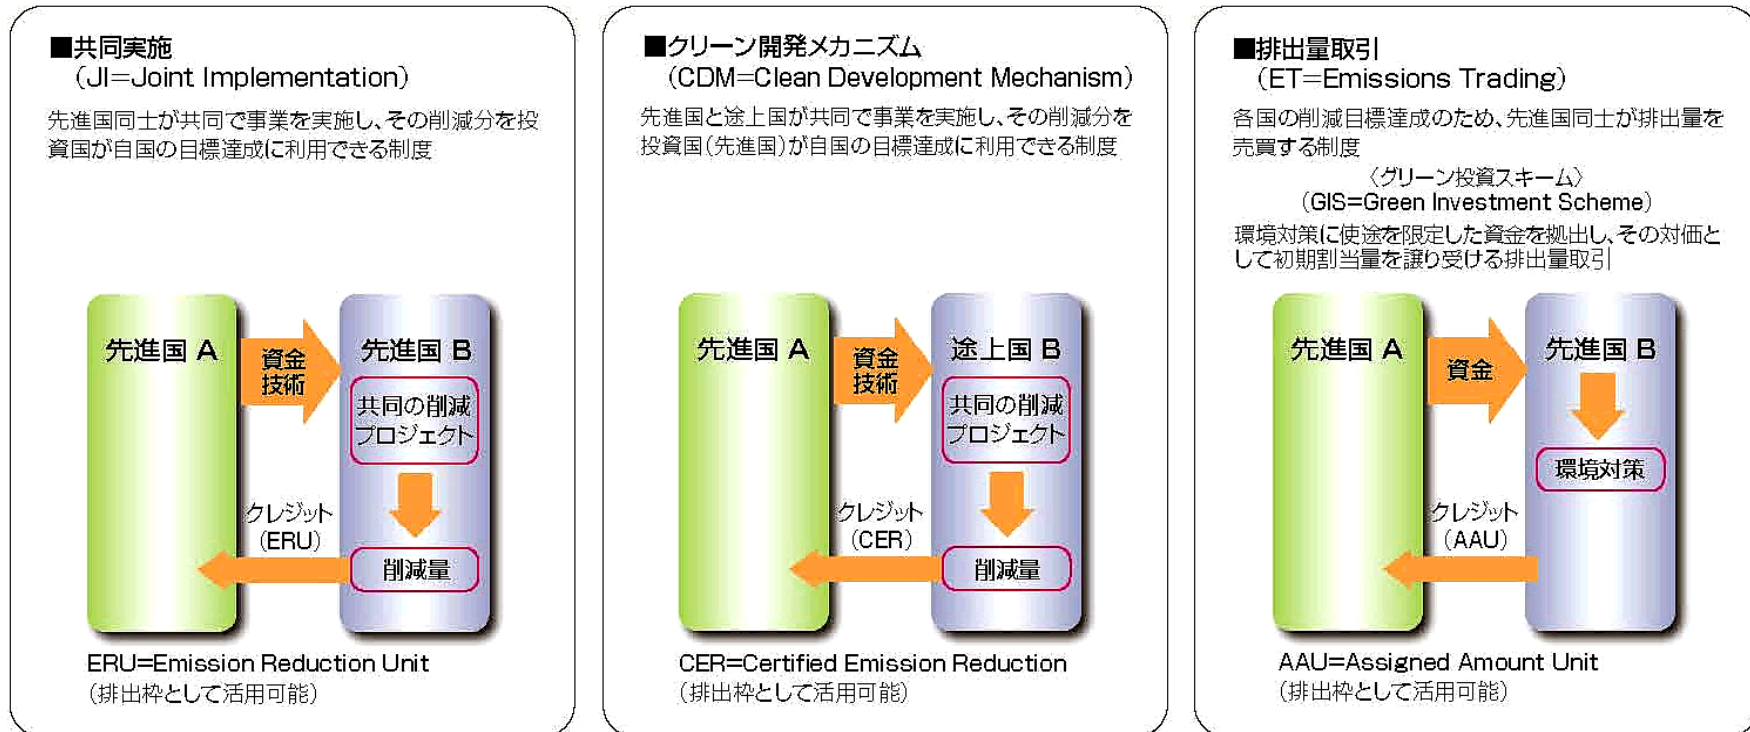 ■共同実施
(JI=Joint Implementation)
先進国同士が共同で事業を実施し、その削減分を投
資国が自国の目標達成に利用できる制度
先進国 A
資金
技術
先進国 B
共同の削減
プロジェクト
クレジット
(ERU)
削減量
ERU=Emission Reduction Unit
(排出枠として活用可能)
■クリーン開発メカニズム
(CDM=Clean Development Mechanism)
先進国と途上国が共同で事業を実施し、その削減分を
投資国(先進国)が自国の目標達成に利用できる制度
先進国 A
資金
技術
途上国 B
共同の削減
プロジェクト
クレジット
(CER)
削減量
CER=Certified Emission Reduction
(排出枠として活用可能)
■排出量取引
(ET=Emissions Trading)
各国の削減目標達成のため、先進国同士が排出量を
売買する制度
〈グリーン投資スキーム〉
(GIS=Green Investment Scheme)
環境対策に使途を限定した資金を拠出し、その対価と
して初期割当量を譲り受ける排出量取引
先進国 A
資金
先進国 B
環境対策
クレジット
(AAU)
AAU=Assigned Amount Unit
(排出枠として活用可能)